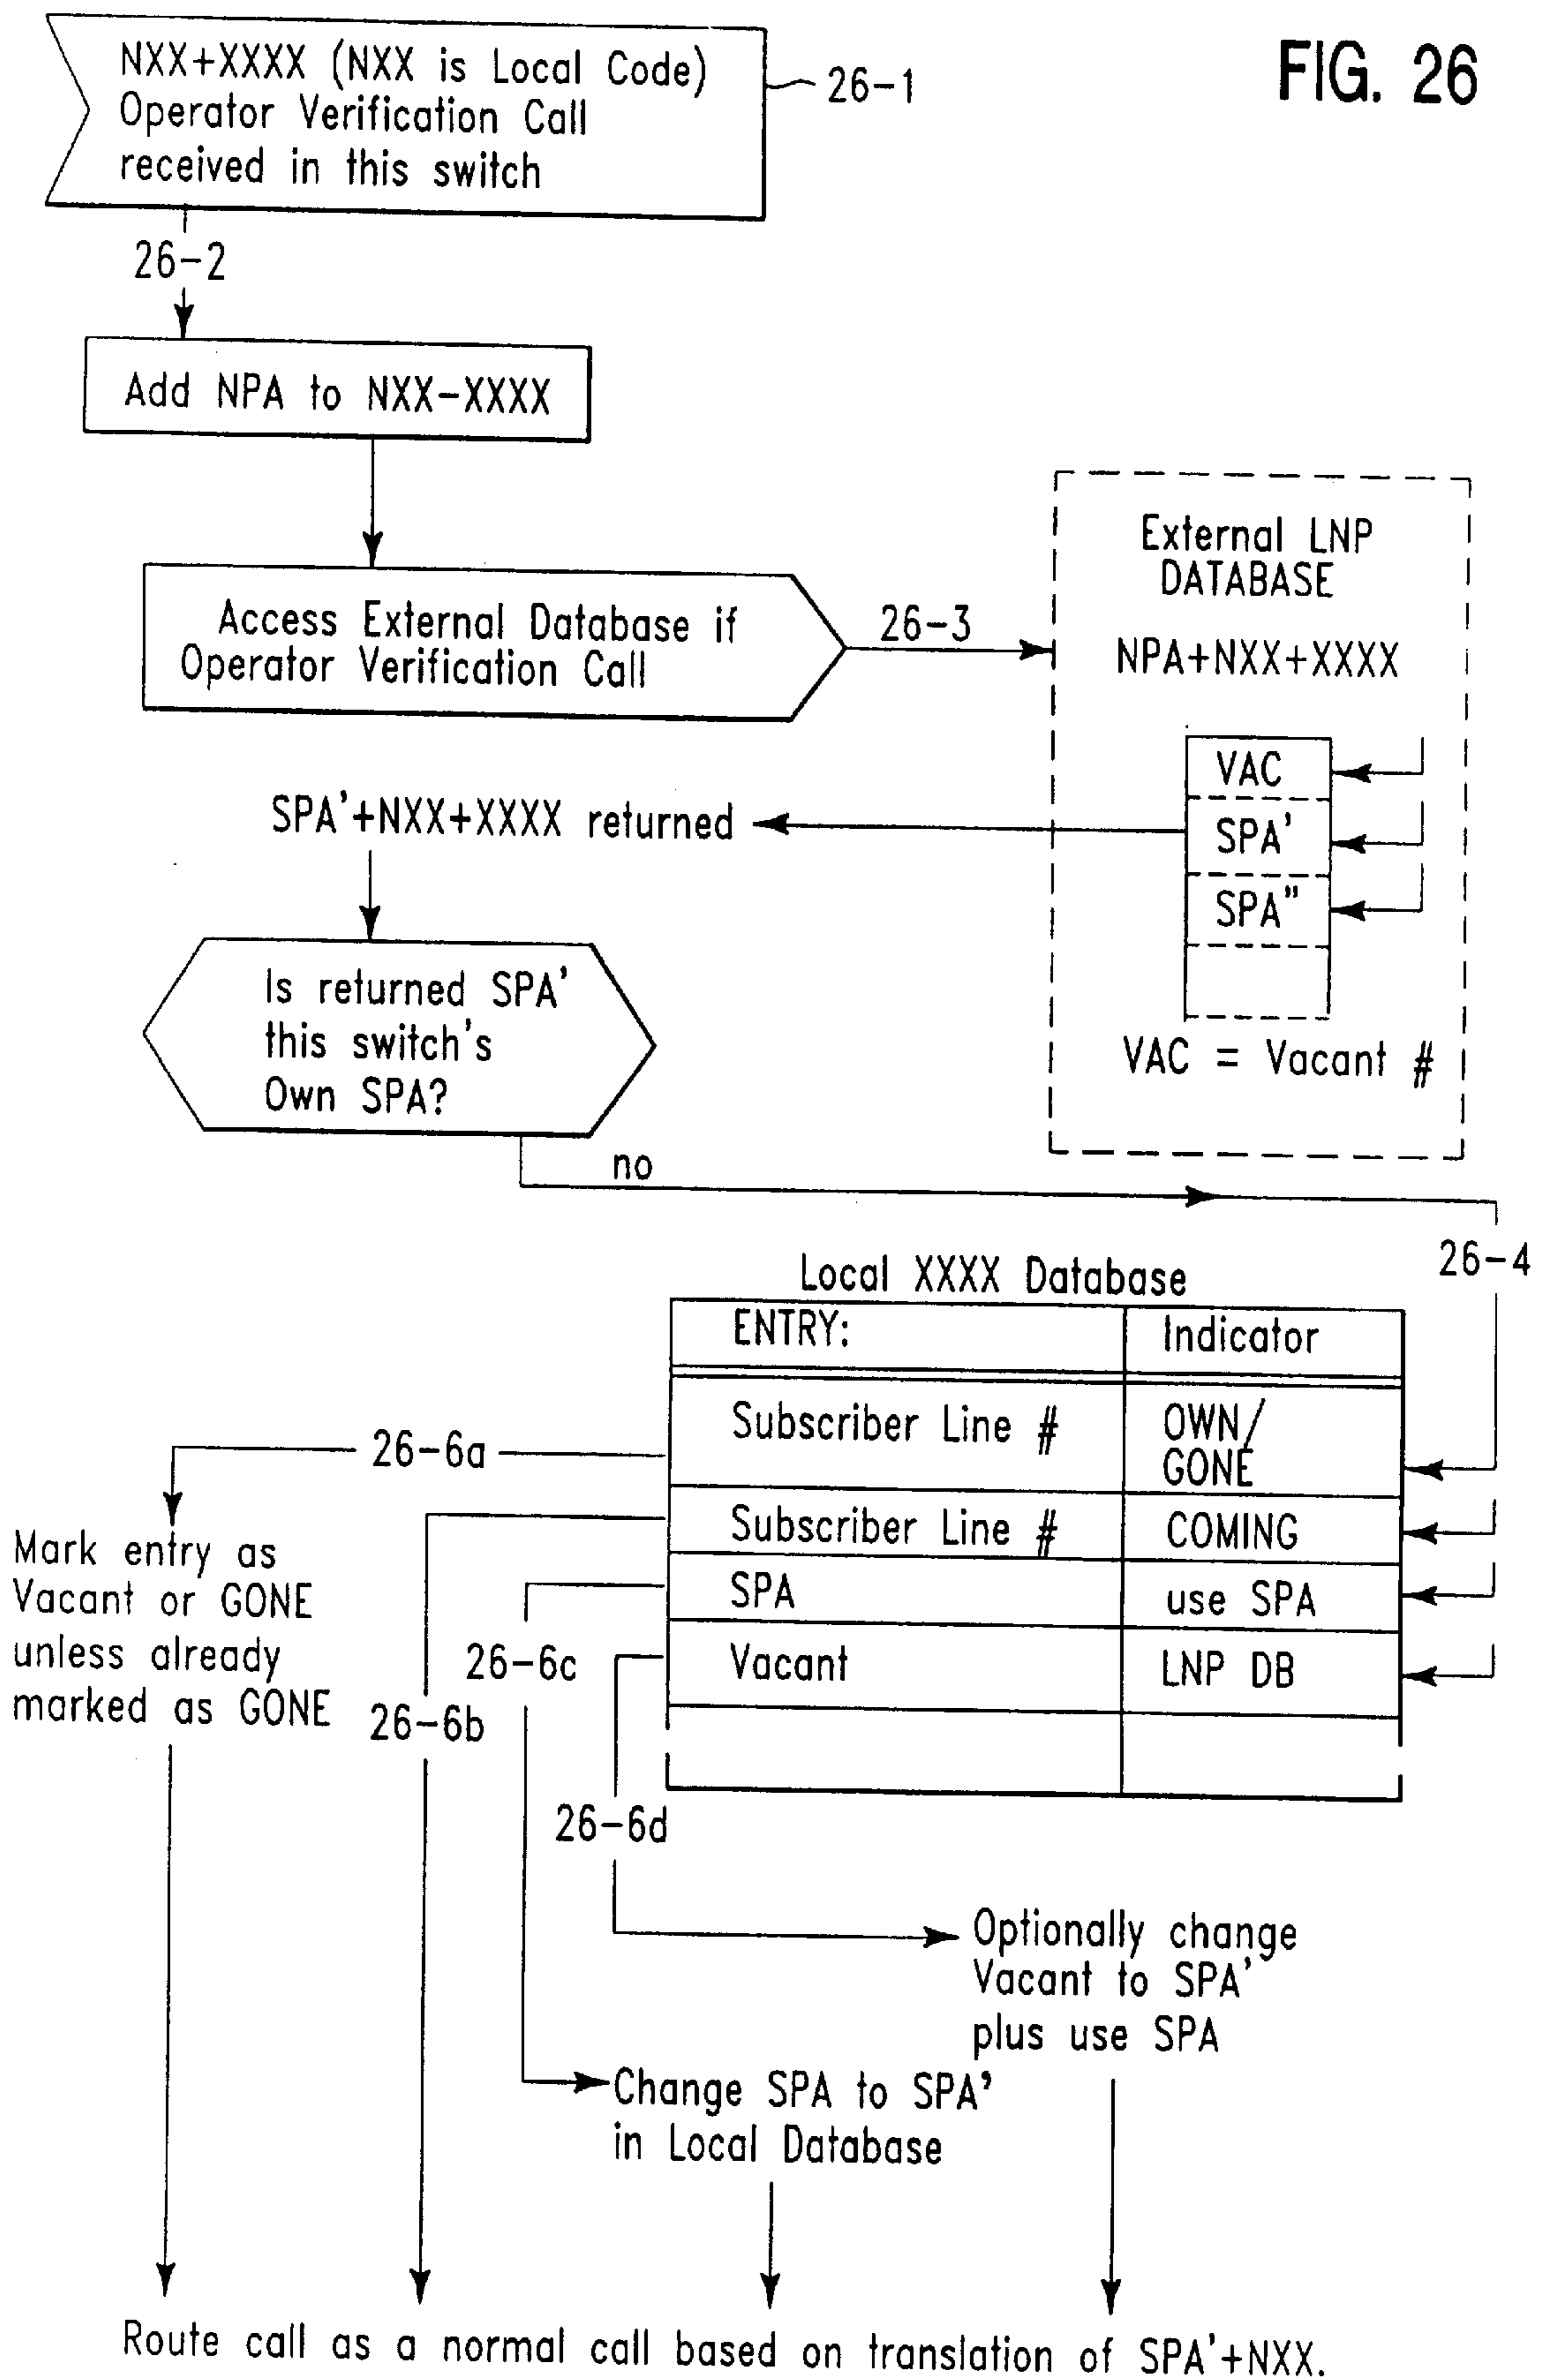 FIG. 26
NXX+XXXX (NXX is Local Code)
Operator Verification Call
received in this switch
26-1
26-2
Add NPA to NXX-XXXX
Access External Database if
Operator Verification Call
26-3
External LNP
DATABASE
NPA+NXX+XXXX
VAC
SPA'
SPA"
VAC = Vacant #
SPA'+NXX+XXXX returned
Is returned SPA'
this switch's
Own SPA?
no
26-4
Local XXXX Database
ENTRY: Indicator
Subscriber Line # OWN/
GONE
Subscriber Line # COMING
SPA use SPA
Vacant LNP DB
26-6a
Mark entry as
Vacant or GONE
unless already
marked as GONE
26-6b
26-6c
26-6d
Optionally change
Vacant to SPA'
plus use SPA
Change SPA to SPA'
in Local Database
Route call as a normal call based on translation of SPA'+NXX.